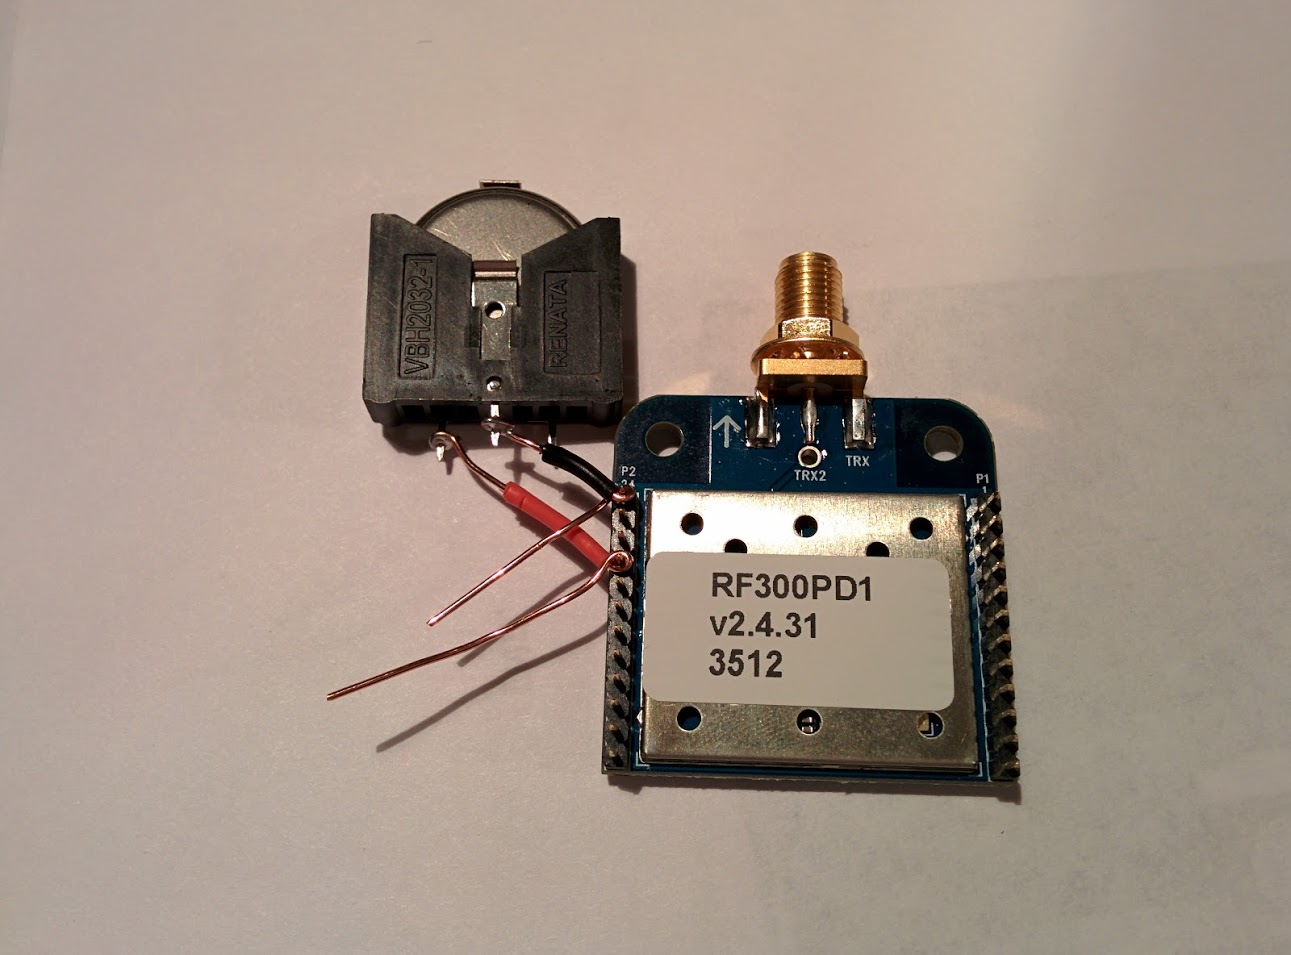 VBH2032-1
RENATA
P2
24
TRX2
TRX
P1
1
RF300PD1
v2.4.31
3512